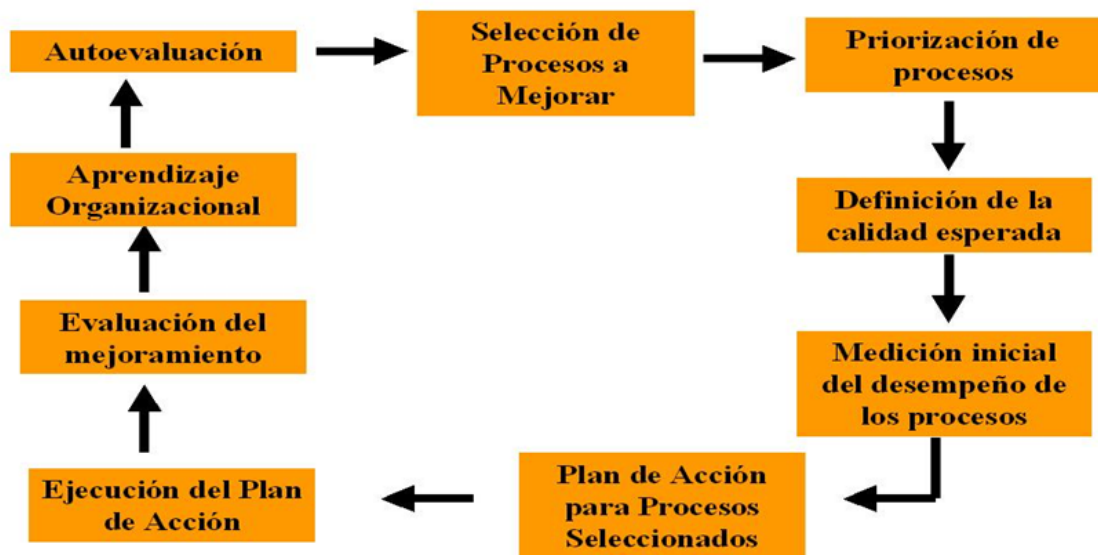 Autoevaluación
Selección de
Procesos a
Mejorar
Priorización de
procesos
Definición de la
calidad esperada
Medición inicial
del desempeño de
los procesos
Plan de Acción
para Procesos
Seleccionados
Ejecución del Plan
de Acción
Evaluación del
mejoramiento
Aprendizaje
Organizacional